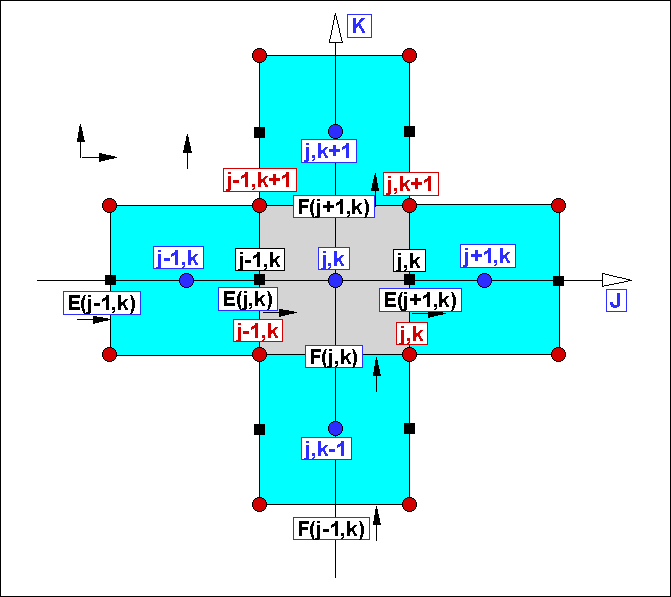 K
j,k+1
j-1,k+1
j,k+1
F(j+1,k)
j-1,k
j-1,k
j,k
j,k
j+1,k
E(j-1,k)
E(j,k)
E(j+1,k)
J
j-1,k
j,k
F(j,k)
j,k-1
F(j-1,k)